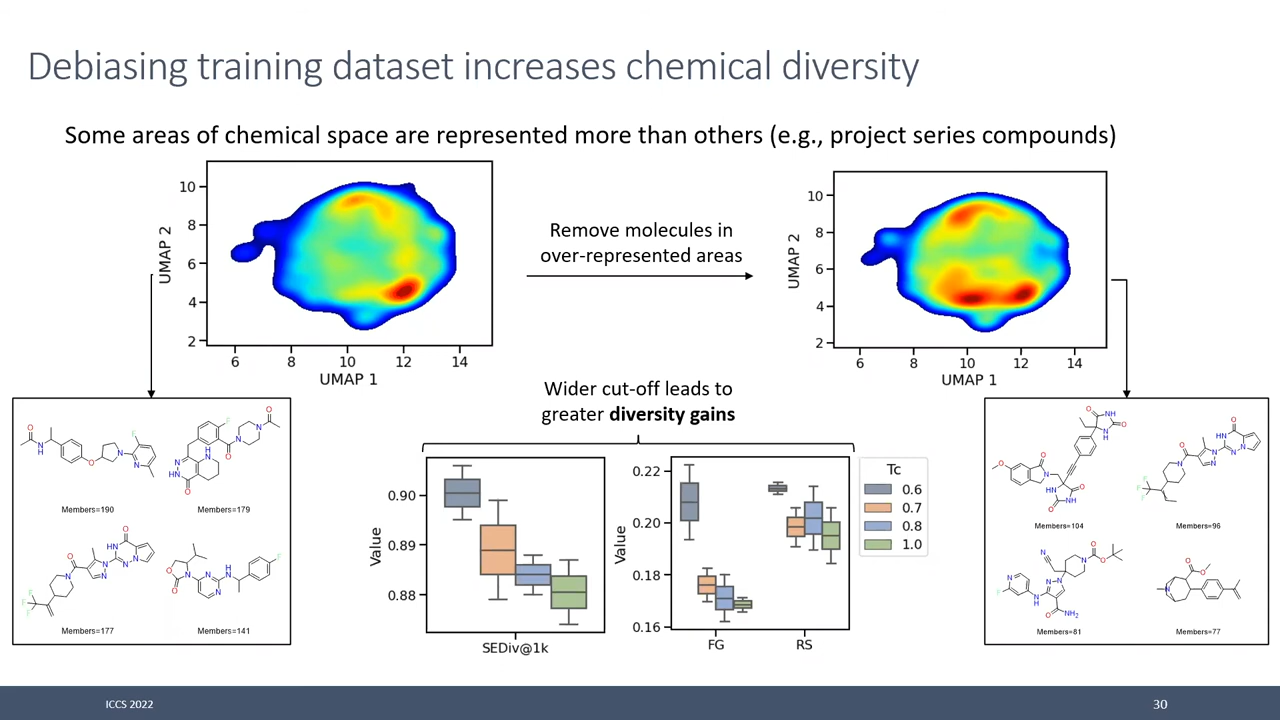 Debiasing training dataset increases chemical diversity
Some areas of chemical space are represented more than others (e.g., project series compounds)
10
8
6
4
2
UMAP 2
6
8
10
12
14
UMAP 1
Remove molecules in
over-represented areas
10
8
6
4
2
UMAP 2
6
8
10
12
14
UMAP 1
Members=190
Members=179
Members=177
Members=141
Wider cut-off leads to
greater diversity gains
Value
0.90
0.89
0.88
SEDiv@1k
Value
0.22
0.20
0.18
0.16
FG
RS
Tc
0.6
0.7
0.8
1.0
Members=104
Members=96
Members=81
Members=77
ICCS 2022
30